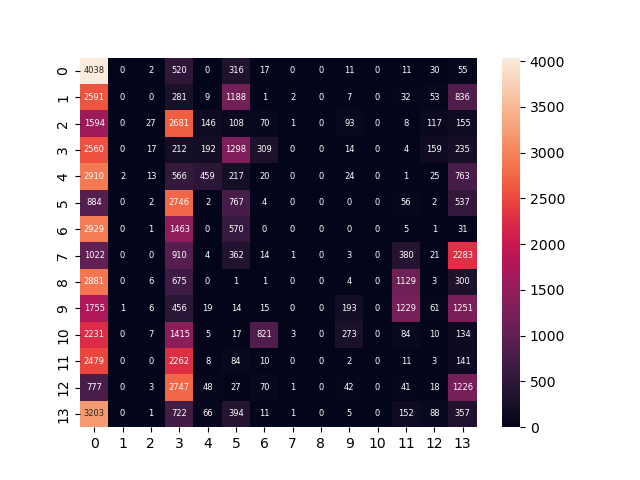 0 4038 0 2 520 0 316 17 0 0 11 0 11 30 55
1 2591 0 0 281 9 1188 1 2 0 7 0 32 53 836
2 1594 0 27 2681 146 108 70 1 0 93 0 8 117 155
3 2560 0 17 212 192 1298 309 0 0 14 0 4 159 235
4 2910 2 13 566 459 217 20 0 0 24 0 1 25 763
5 884 0 2 2746 2 767 4 0 0 0 0 56 2 537
6 2929 0 1 1463 0 570 0 0 0 0 0 5 1 31
7 1022 0 0 910 4 362 14 1 0 3 0 380 21 2283
8 2881 0 6 675 0 1 1 0 0 4 0 1129 3 300
9 1755 1 6 456 19 14 15 0 0 193 0 1229 61 1251
10 2231 0 7 1415 5 17 821 3 0 273 0 84 10 134
11 2479 0 0 2262 8 84 10 0 0 2 0 11 3 141
12 777 0 3 2747 48 27 70 1 0 42 0 41 18 1226
13 3203 0 1 722 66 394 11 1 0 5 0 152 88 357
0 1 2 3 4 5 6 7 8 9 10 11 12 13
4000
3500
3000
2500
2000
1500
1000
500
0